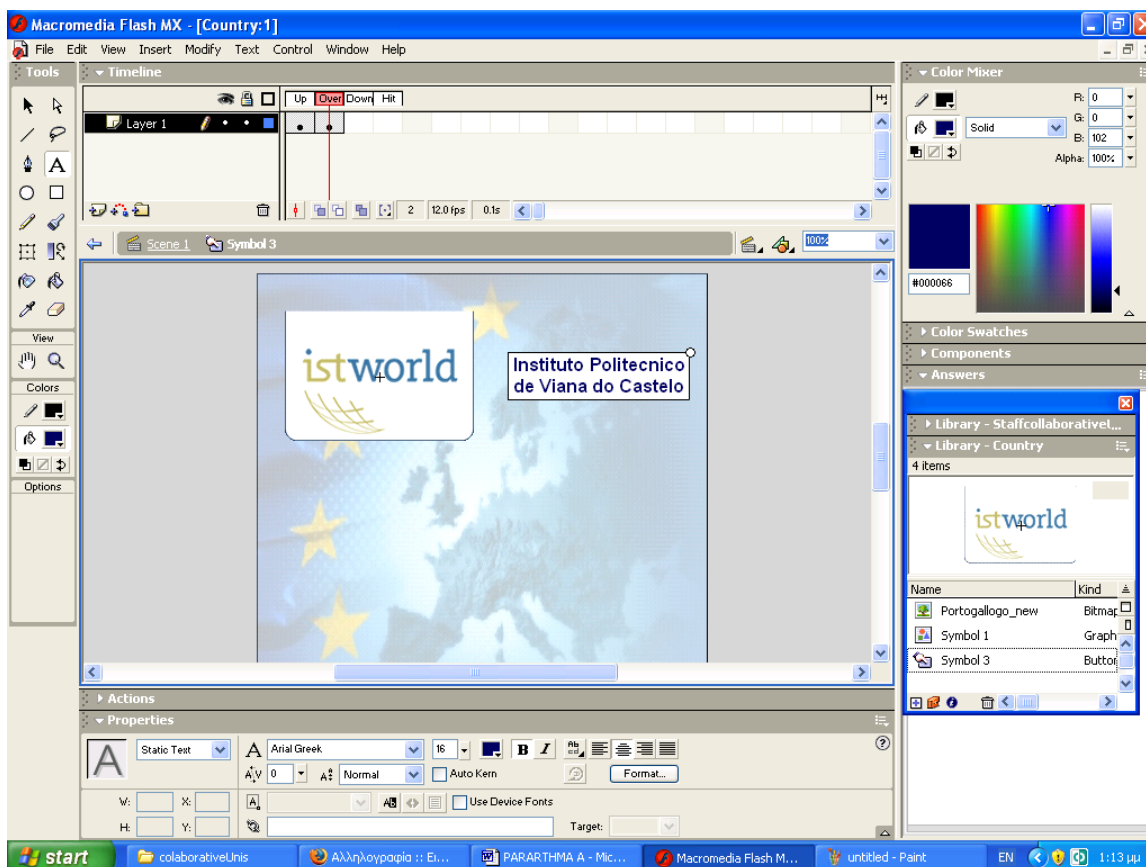 Macromedia Flash MX - [Country:1]
File Edit View Insert Modify Text Control Window Help
Tools
View
Colors
Options
Timeline
Up Over Down Hit
Layer 1
2 12.0 fps 0.1s
Scene 1 Symbol 3 100%
istworld
Instituto Politecnico
de Viana do Castelo
Actions
Properties
A Static Text A Arial Greek 16 B I
A V 0 Normal Auto Kern Format...
W: X: Use Device Fonts
H: Y: Target:
Color Mixer
R: 0
Solid G: 0
B: 102
Alpha: 100%
#000066
Color Swatches
Components
Answers
Library - Staffcollaborativel...
Library - Country
4 items
istworld
Name Kind
Portogallogo_new Bitmap
Symbol 1 Graph
Symbol 3 Button
start colaborativeUnis Αλληλογραφία :: Ει... PARARTHMA A - Mic... Macromedia Flash M... untitled - Paint EN 1:13 μμ